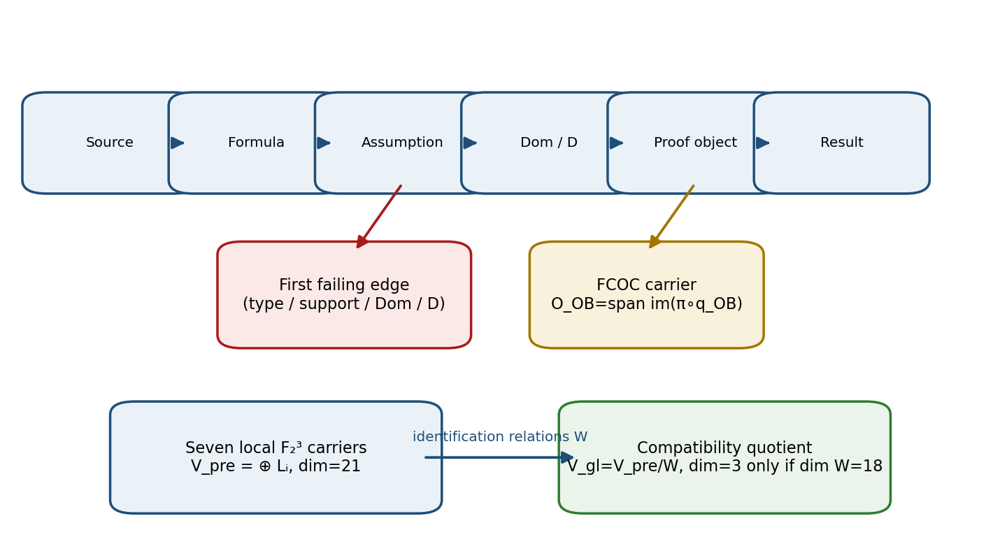 Source
Formula
Assumption
Dom / D
Proof object
Result
First failing edge
(type / support / Dom / D)
FCOC carrier
O_OB=span im(π∘q_OB)
identification relations W
Seven local F₂³ carriers
V_pre = ⊕ Lᵢ, dim=21
Compatibility quotient
V_gl=V_pre/W, dim=3 only if dim W=18